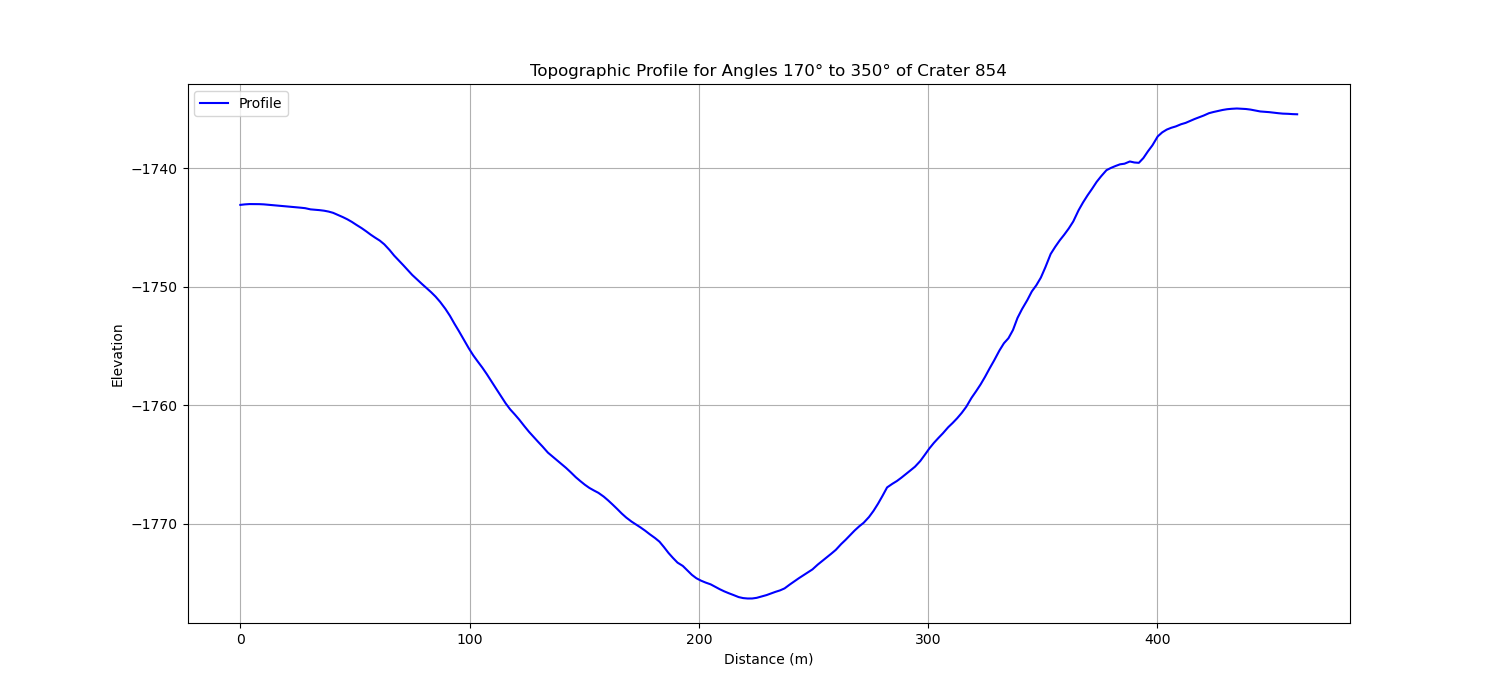 Topographic Profile for Angles 170° to 350° of Crater 854
Profile
−1740
−1750
−1760
−1770
Elevation
0 100 200 300 400
Distance (m)